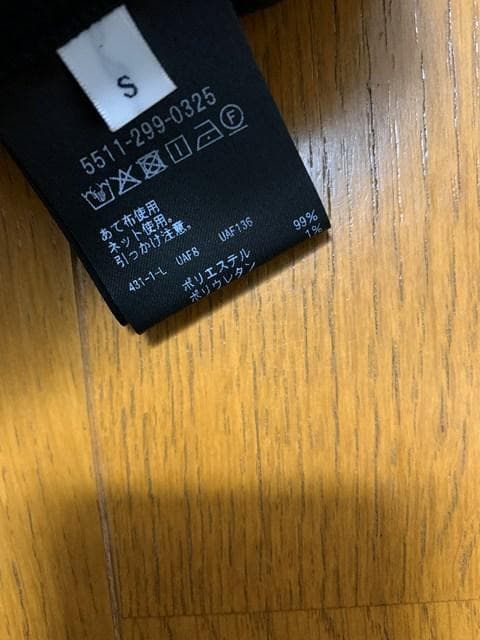 S
5511-299-0325
あて布使用
ネット使用。
引っかけ注意。
431-1-L UAF8 UAF136
ポリエステル 99%
ポリウレタン 1%